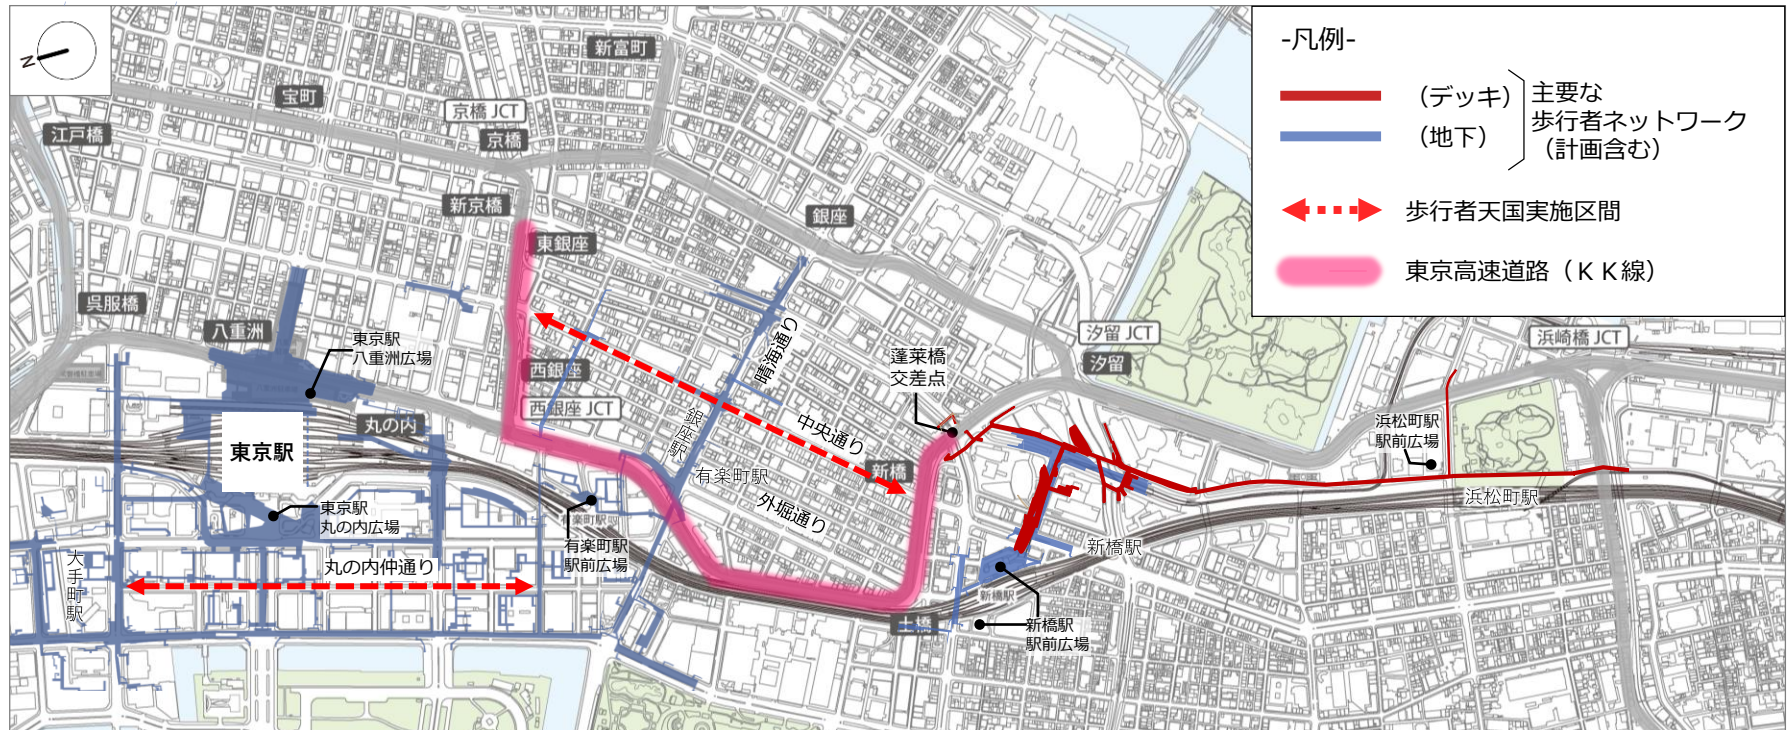 N
-凡例-
(デッキ)
(地下)
主要な
歩行者ネットワーク
(計画含む)
歩行者天国実施区間
東京高速道路(KK線)
新富町
宝町
京橋 JCT
京橋
江戸橋
新京橋
東銀座
銀座
呉服橋
八重洲
東京駅
八重洲広場
西銀座
西銀座 JCT
晴海通り
汐留 JCT
汐留
浜崎橋 JCT
蓬莱橋
交差点
丸の内
東京駅
銀座駅
中央通り
新橋
有楽町駅
外堀通り
浜松町駅
駅前広場
浜松町駅
東京駅
丸の内広場
有楽町駅
有楽町駅
駅前広場
大手町駅
丸の内仲通り
新橋駅
新橋駅
土橋
新橋駅
駅前広場